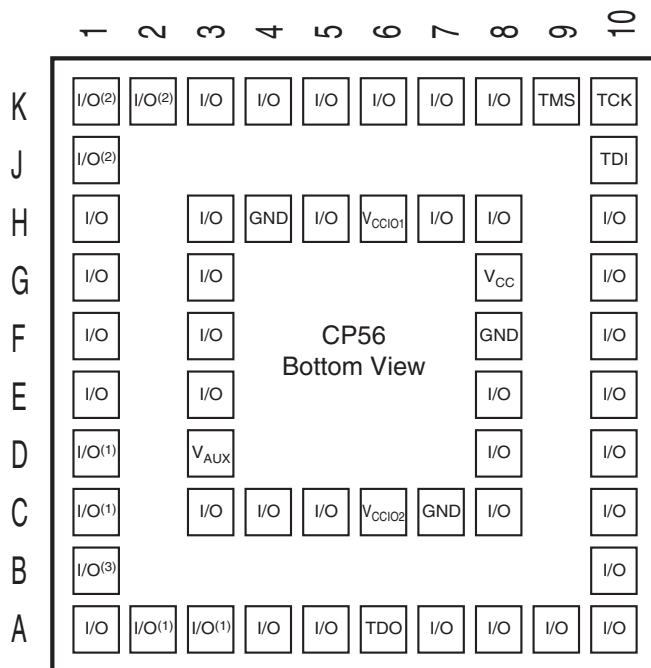 1 2 3 4 5 6 7 8 9 10
K I/O(2) I/O(2) I/O I/O I/O I/O I/O I/O TMS TCK
J I/O(2) TDI
H I/O I/O GND I/O VCCIO1 I/O I/O I/O
G I/O I/O VCC I/O
F I/O I/O CP56 GND I/O
Bottom View
E I/O I/O I/O I/O
D I/O(1) VAUX I/O I/O
C I/O(1) I/O I/O I/O VCCIO2 GND I/O I/O
B I/O(3) I/O
A I/O I/O(1) I/O(1) I/O I/O TDO I/O I/O I/O I/O